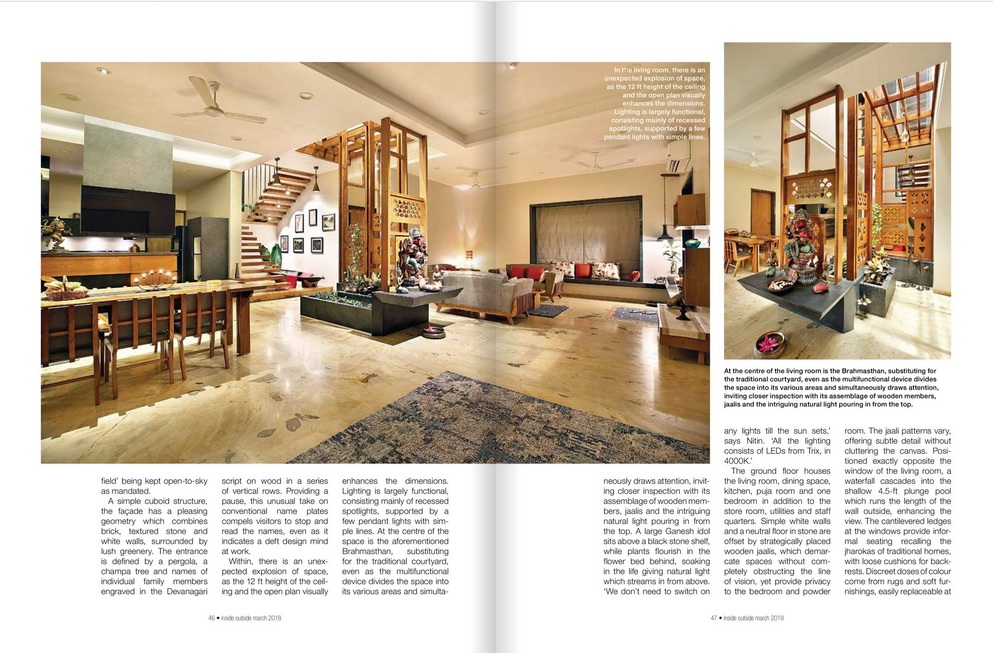 In the living room, there is an
unexpected explosion of space,
as the 12 ft height of the ceiling
and the open plan visually
enhances the dimensions.
Lighting is largely functional,
consisting mainly of recessed
spotlights, supported by a few
pendant lights with simple lines.
At the centre of the living room is the Brahmasthan, substituting for
the traditional courtyard, even as the multifunctional device divides
the space into its various areas and simultaneously draws attention,
inviting closer inspection with its assemblage of wooden members,
jaalis and the intriguing natural light pouring in from the top.
field' being kept open-to-sky
as mandated.
A simple cuboid structure,
the façade has a pleasing
geometry which combines
brick, textured stone and
white walls, surrounded by
lush greenery. The entrance
is defined by a pergola, a
champa tree and names of
individual family members
engraved in the Devanagari
script on wood in a series
of vertical rows. Providing a
pause, this unusual take on
conventional name plates
compels visitors to stop and
read the names, even as it
indicates a deft design mind
at work.
Within, there is an unex-
pected explosion of space,
as the 12 ft height of the ceil-
ing and the open plan visually
enhances the dimensions.
Lighting is largely functional,
consisting mainly of recessed
spotlights, supported by a
few pendant lights with sim-
ple lines. At the centre of the
space is the aforementioned
Brahmasthan, substituting
for the traditional courtyard,
even as the multifunctional
device divides the space into
its various areas and simulta-
neously draws attention, invit-
ing closer inspection with its
assemblage of wooden mem-
bers, jaalis and the intriguing
natural light pouring in from
the top. A large Ganesh idol
sits above a black stone shelf,
while plants flourish in the
flower bed behind, soaking
in the life giving natural light
which streams in from above.
'We don't need to switch on
any lights till the sun sets,'
says Nitin. 'All the lighting
consists of LEDs from Trix, in
4000K.'
The ground floor houses
the living room, dining space,
kitchen, puja room and one
bedroom in addition to the
store room, utilities and staff
quarters. Simple white walls
and a neutral floor in stone are
offset by strategically placed
wooden jaalis, which demar-
cate spaces without com-
pletely obstructing the line
of vision, yet provide privacy
to the bedroom and powder
room. The jaali patterns vary,
offering subtle detail without
cluttering the canvas. Posi-
tioned exactly opposite the
window of the living room, a
waterfall cascades into the
shallow 4.5-ft plunge pool
which runs the length of the
wall outside, enhancing the
view. The cantilevered ledges
at the windows provide infor-
mal seating recalling the
jharokas of traditional homes,
with loose cushions for back-
rests. Discreet doses of colour
come from rugs and soft fur-
nishings, easily replaceable at
46 • inside outside march 2018
47 • inside outside march 2018